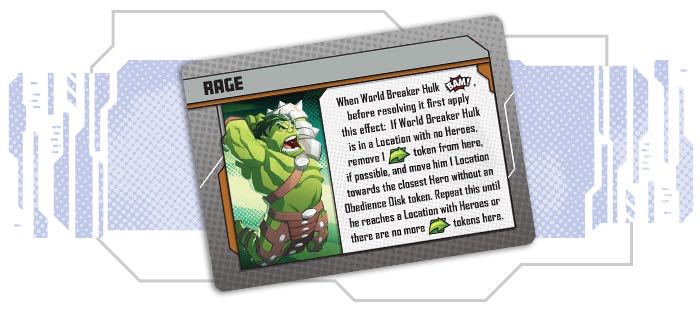 RAGE
When World Breaker Hulk BAM! ,
before resolving it first apply
this effect: If World Breaker Hulk
is in a Location with no Heroes,
remove 1 token from here,
if possible, and move him 1 Location
towards the closest Hero without an
Obedience Disk token. Repeat this until
he reaches a Location with Heroes or
there are no more tokens here.